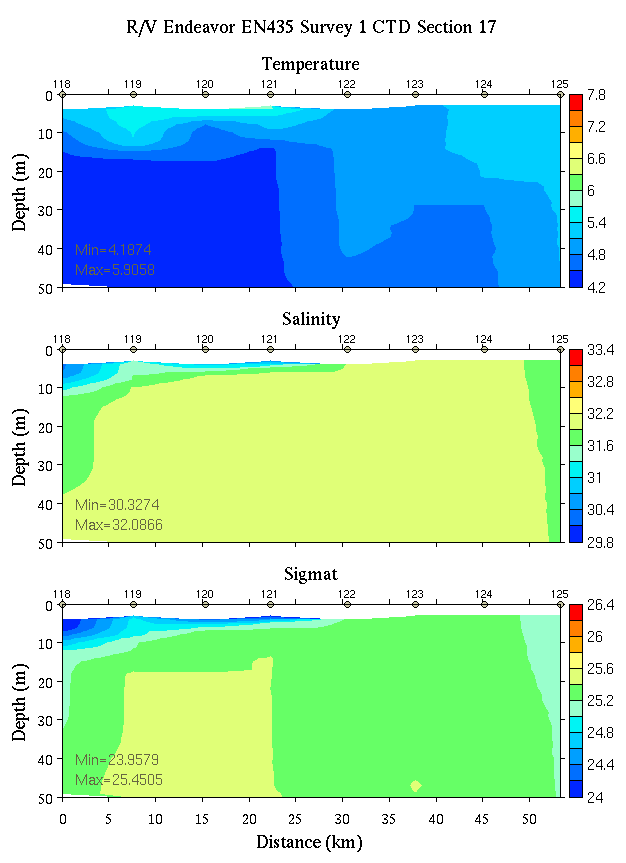 R/V Endeavor EN435 Survey 1 CTD Section 17
Temperature
118 119 120 121 122 123 124 125
0
10
20
30
40
50
Depth (m)
Min=4.1874
Max=5.9058
7.8
7.2
6.6
6
5.4
4.8
4.2
Salinity
118 119 120 121 122 123 124 125
0
10
20
30
40
50
Depth (m)
Min=30.3274
Max=32.0866
33.4
32.8
32.2
31.6
31
30.4
29.8
Sigmat
118 119 120 121 122 123 124 125
0
10
20
30
40
50
Depth (m)
Min=23.9579
Max=25.4505
26.4
26
25.6
25.2
24.8
24.4
24
0 5 10 15 20 25 30 35 40 45 50
Distance (km)